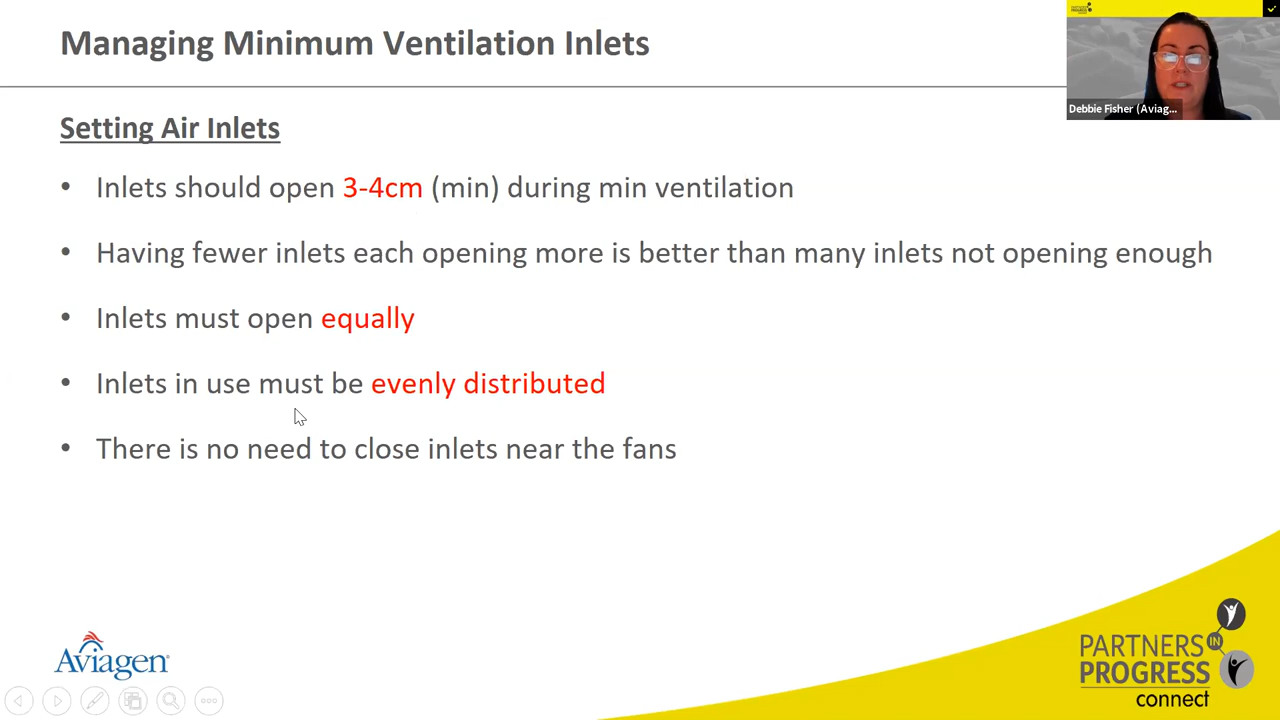 Managing Minimum Ventilation Inlets
Debbie Fisher (Aviag...
Setting Air Inlets
• Inlets should open 3-4cm (min) during min ventilation
• Having fewer inlets each opening more is better than many inlets not opening enough
• Inlets must open equally
• Inlets in use must be evenly distributed
• There is no need to close inlets near the fans
Aviagen
PARTNERS IN
PROGRESS
connect